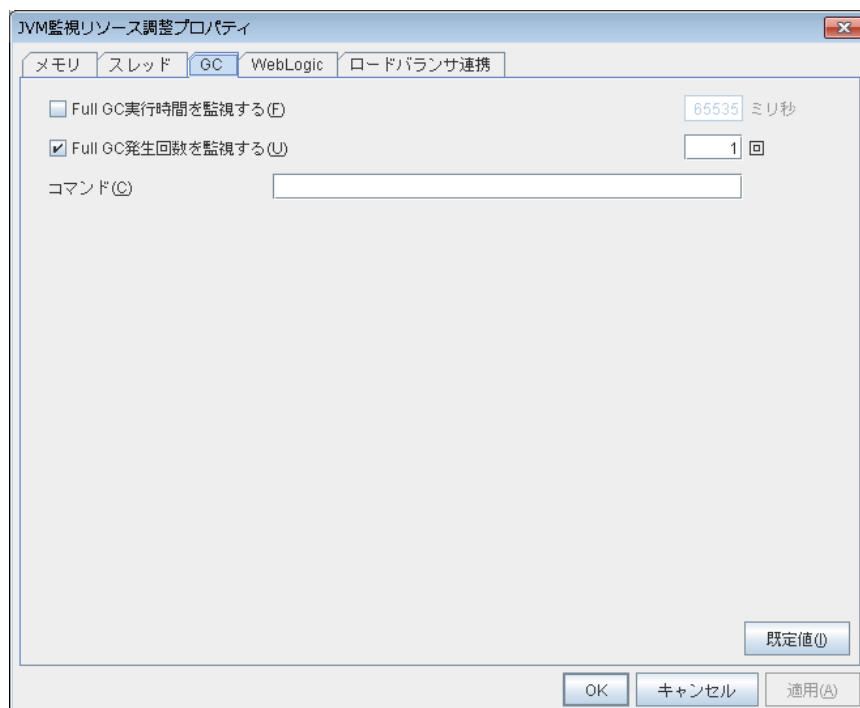 JVM監視リソース調整プロパティ
メモリ スレッド GC WebLogic ロードバランサ連携
Full GC実行時間を監視する(F) 65535 ミリ秒
Full GC発生回数を監視する(U) 1 回
コマンド(C)
既定値(I)
OK キャンセル 適用(A)